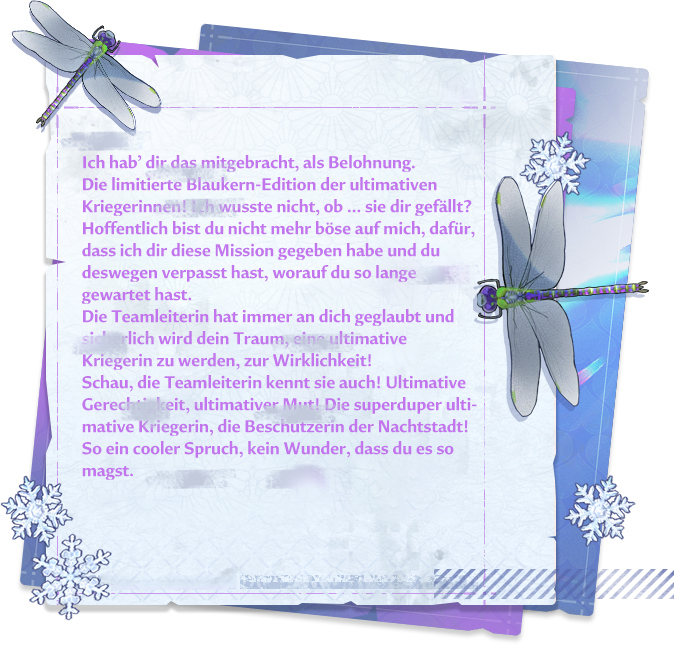 Ich hab’ dir das mitgebracht, als Belohnung.
Die limitierte Blaukern-Edition der ultimativen
Kriegerinnen! Ich wusste nicht, ob ... sie dir gefällt?
Hoffentlich bist du nicht mehr böse auf mich, dafür,
dass ich dir diese Mission gegeben habe und du
deswegen verpasst hast, worauf du so lange
gewartet hast.
Die Teamleiterin hat immer an dich geglaubt und
sicherlich wird dein Traum, eine ultimative
Kriegerin zu werden, zur Wirklichkeit!
Schau, die Teamleiterin kennt sie auch! Ultimative
Gerechtigkeit, ultimativer Mut! Die superduper ulti-
mative Kriegerin, die Beschützerin der Nachtstadt!
So ein cooler Spruch, kein Wunder, dass du es so
magst.